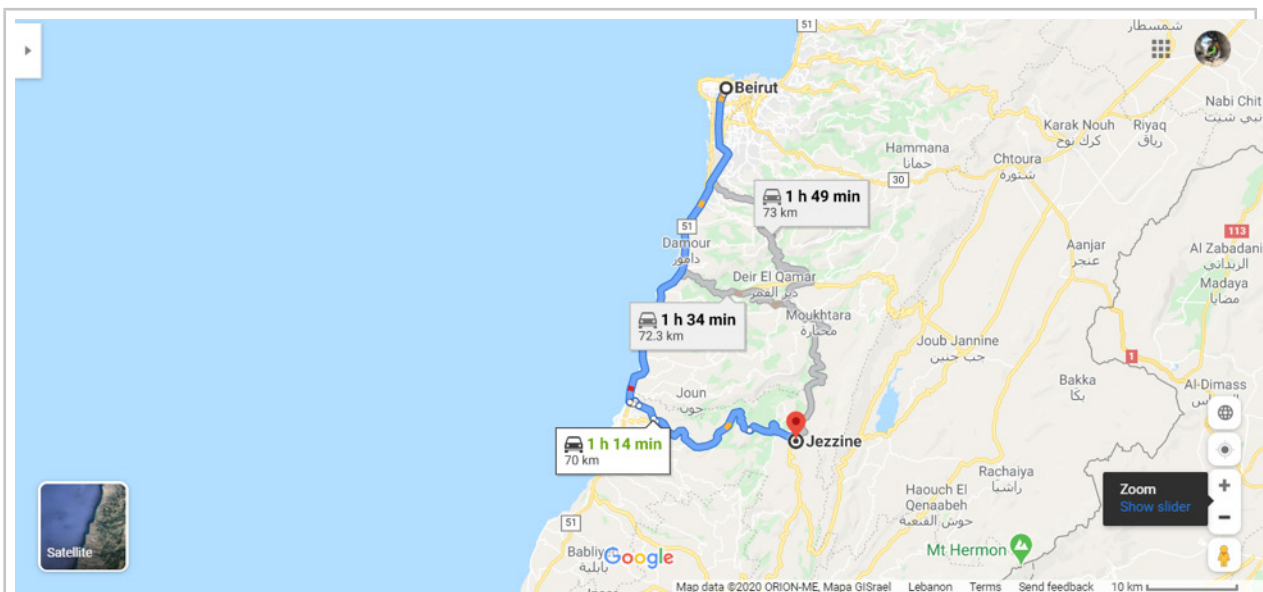 51
شمسطار
Beirut
Nabi Chit
نبي شيت
Karak Nouh
كرك نوح
Riyaq
رياق
Hammana
حمانا
Chtoura
شتورة
30
1 h 49 min
73 km
51
Damour
دامور
113
Aanjar
عنجر
Al Zabadani
الزبداني
Deir El Qamar
دير القمر
Madaya
مضايا
1 h 34 min
72.3 km
Moukhtara
مختارة
Joub Jannine
جب جنين
1
Bakka
بكا
Al-Dimass
Joun
جون
1 h 14 min
70 km
Jezzine
Rachaiya
راشيا
Haouch El
Qenaabeh
حوش القنعبة
Zoom
Show slider
51
Satellite
Babliy
بابلية
Google
Mt Hermon
Map data ©2020 ORION-ME, Mapa GISrael Lebanon Terms Send feedback 10 km